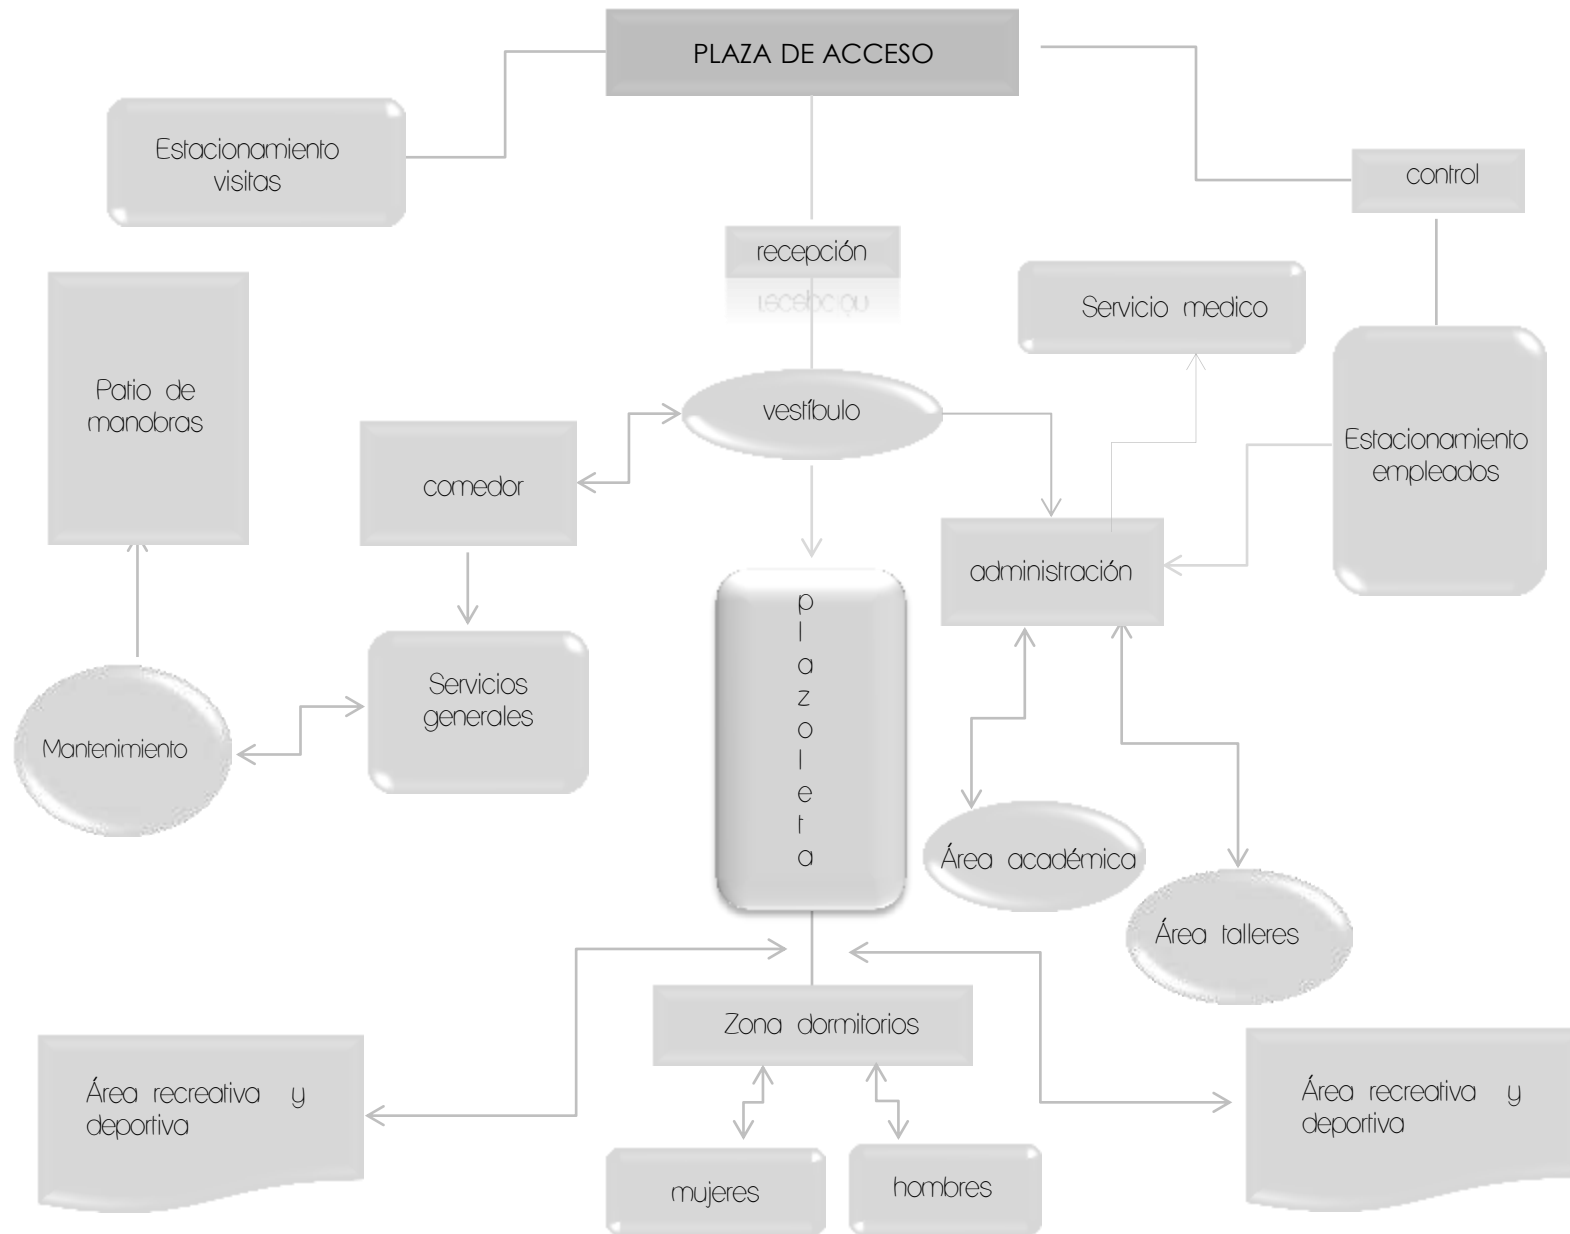 PLAZA DE ACCESO
Estacionamiento
visitas
control
recepción
Servicio medico
Patio de
manobras
vestíbulo
Estacionamiento
empleados
comedor
administración
plazoleta
Servicios
generales
Mantenimiento
Área académica
Área talleres
Zona dormitorios
Área recreativa y
deportiva
Área recreativa y
deportiva
mujeres
hombres